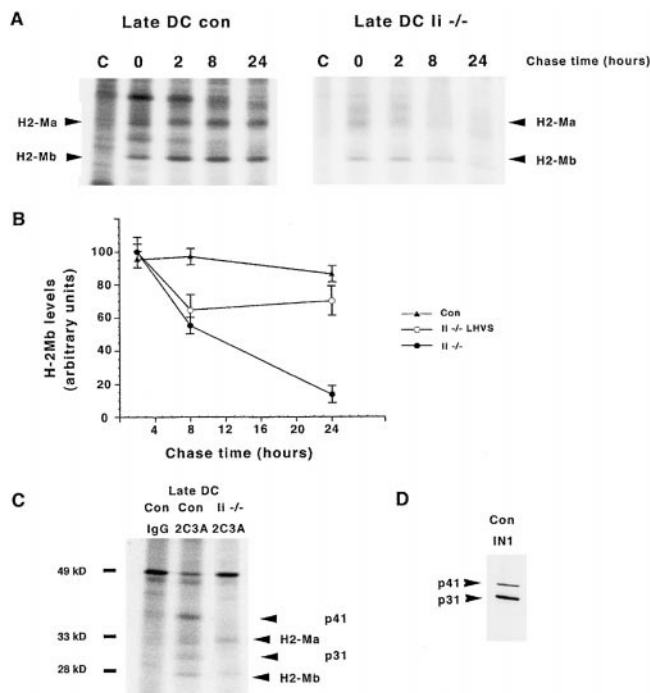 A
Late DC con
Late DC Ii -/-
C 0 2 8 24
C 0 2 8 24
Chase time (hours)
H2-Ma
H2-Ma
H2-Mb
H2-Mb
B
H-2Mb levels
(arbitrary units)
100
80
60
40
20
0
4 8 12 16 20 24
Chase time (hours)
Con
Ii -/- LHVS
Ii -/-
C
Late DC
Con Con Ii -/-
IgG 2C3A 2C3A
49 kD
33 kD
28 kD
p41
H2-Ma
p31
H2-Mb
D
Con
IN1
p41
p31